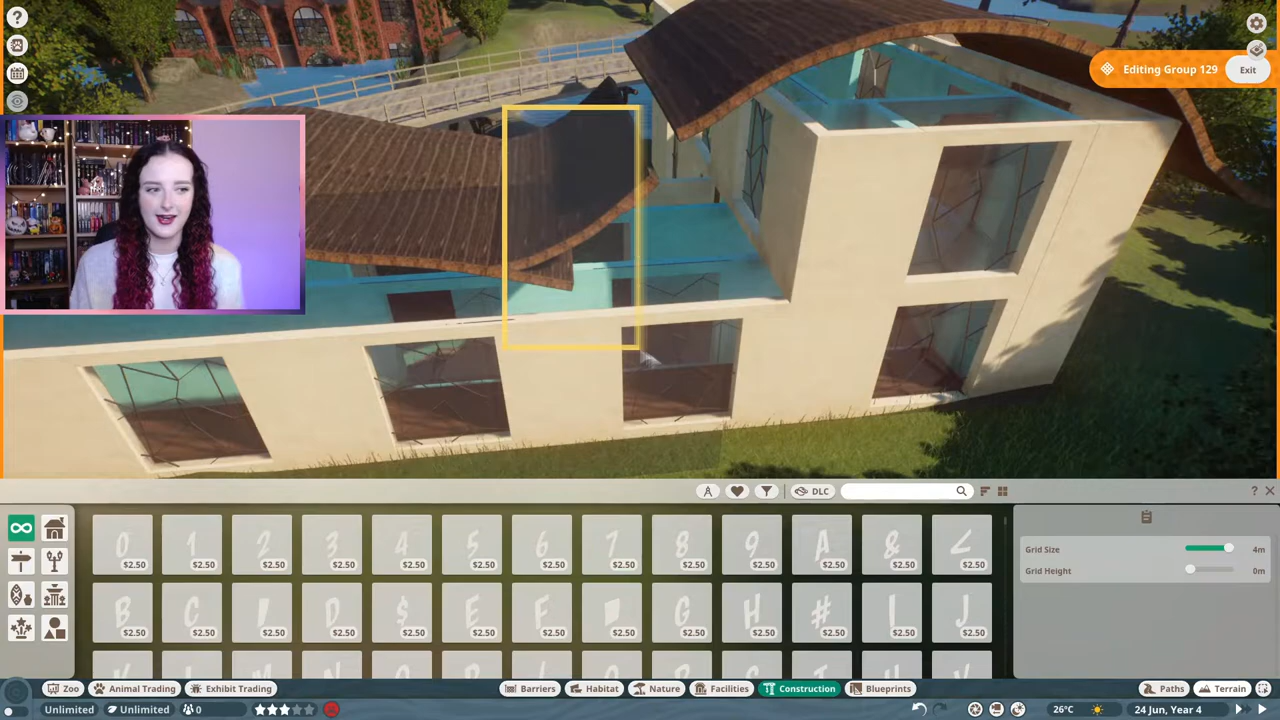 ?
Editing Group 129
Exit
DLC
?
0 $2.50
1 $2.50
2 $2.50
3 $2.50
4 $2.50
5 $2.50
6 $2.50
7 $2.50
8 $2.50
9 $2.50
A $2.50
& $2.50
$2.50
B $2.50
C $2.50
$2.50
D $2.50
$ $2.50
E $2.50
F $2.50
$2.50
G $2.50
H $2.50
# $2.50
I $2.50
J $2.50
Grid Size 4m
Grid Height 0m
Zoo Animal Trading Exhibit Trading Barriers Habitat Nature Facilities Construction Blueprints Paths Terrain
Unlimited Unlimited 0 26°C 24 Jun, Year 4